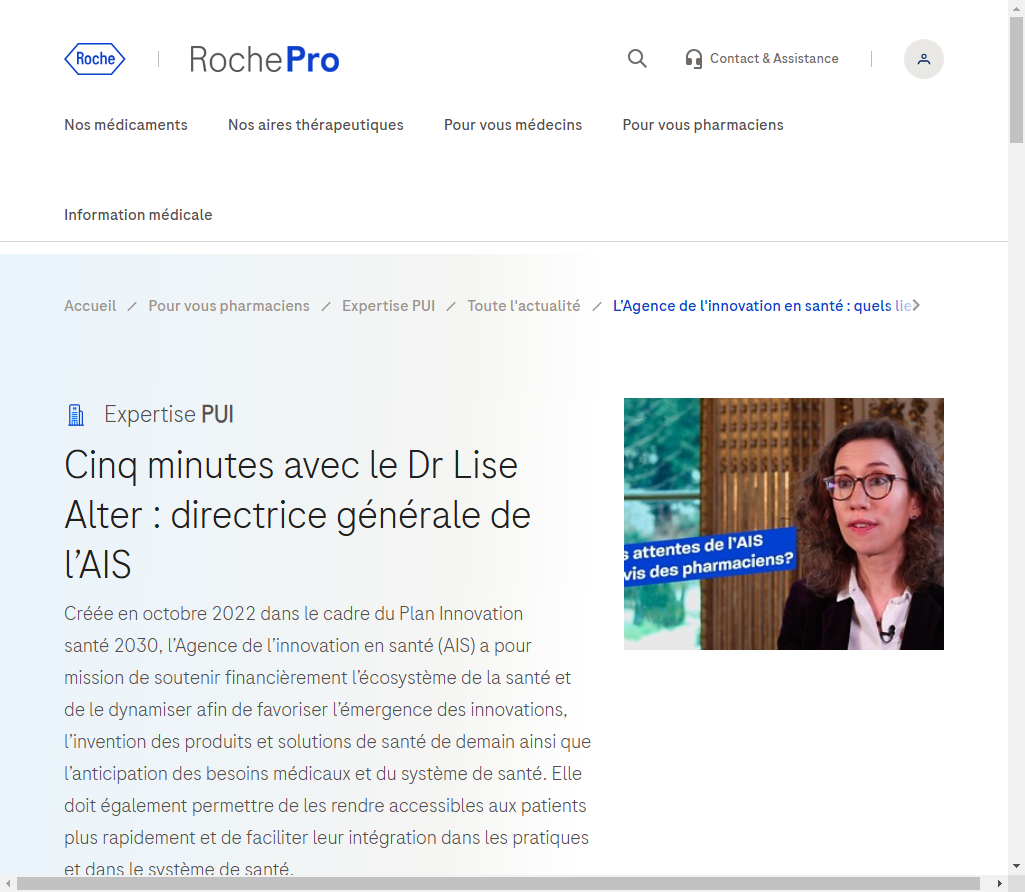 Roche
RochePro
Contact & Assistance
Nos médicaments
Nos aires thérapeutiques
Pour vous médecins
Pour vous pharmaciens
Information médicale
Accueil / Pour vous pharmaciens / Expertise PUI / Toute l'actualité / L'Agence de l'innovation en santé : quels lie
Expertise PUI
Cinq minutes avec le Dr Lise
Alter : directrice générale de
l'AIS
Créée en octobre 2022 dans le cadre du Plan Innovation
santé 2030, l'Agence de l'innovation en santé (AIS) a pour
mission de soutenir financièrement l'écosystème de la santé et
de le dynamiser afin de favoriser l'émergence des innovations,
l'invention des produits et solutions de santé de demain ainsi que
l'anticipation des besoins médicaux et du système de santé. Elle
doit également permettre de les rendre accessibles aux patients
plus rapidement et de faciliter leur intégration dans les pratiques
et dans le système de santé.
s attentes de l'AIS
vis des pharmaciens?